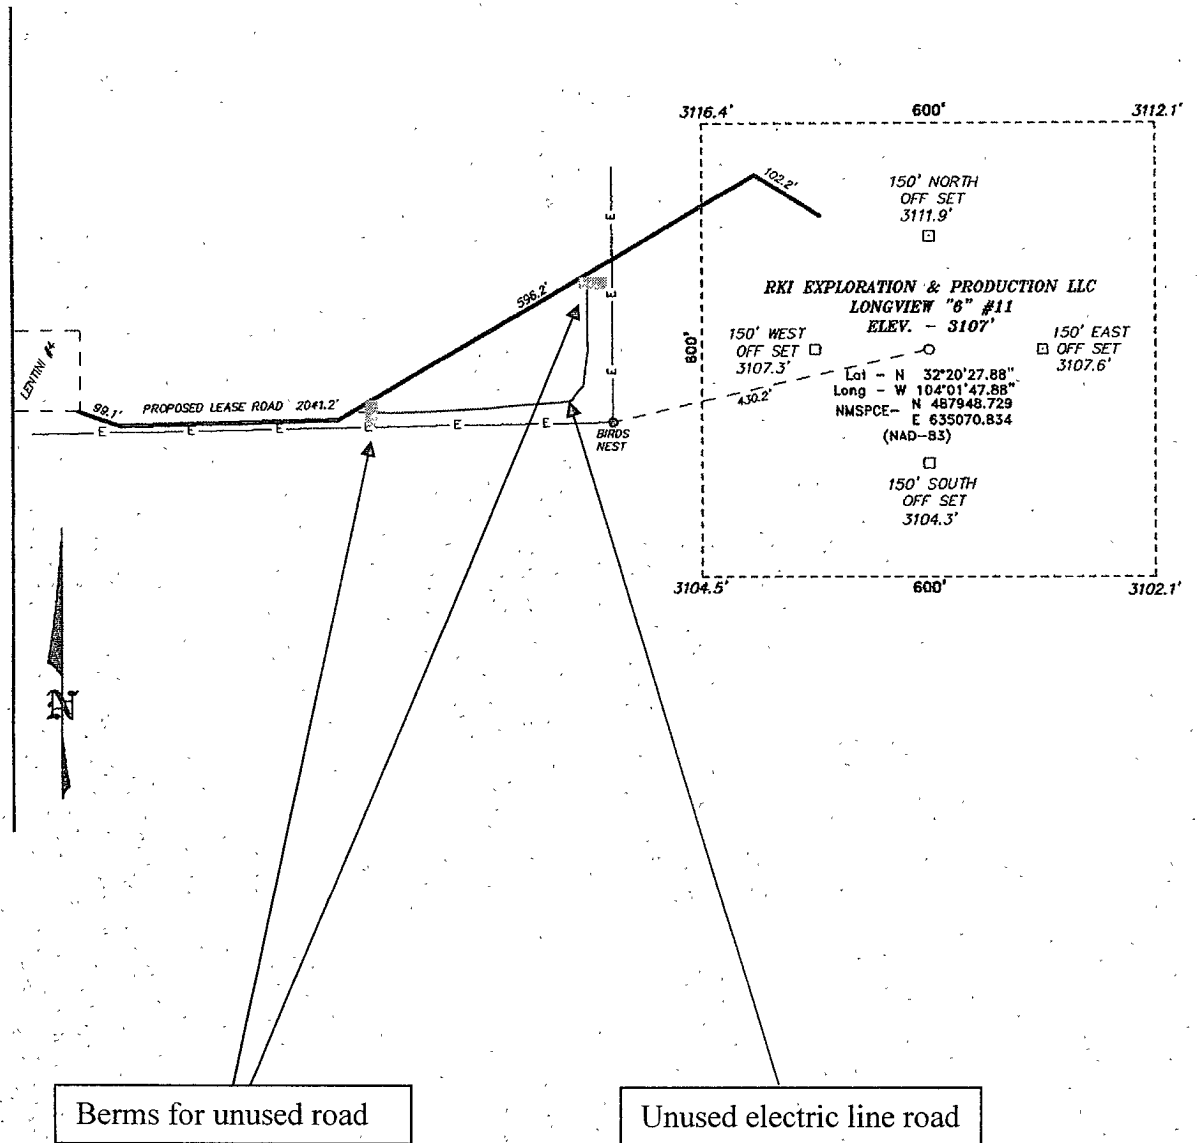 3116.4' 600' 3112.1'
102.2'
150' NORTH
OFF SET
3111.9'
E
E
596.2'
RKI EXPLORATION & PRODUCTION LLC
LONGVIEW "6" #11
ELEV. - 3107'
600'
150' WEST
OFF SET
3107.3'
150' EAST
OFF SET
3107.6'
Lat - N 32°20'27.88"
Long - W 104°01'47.88"
NMSPCE- N 487948.729
E 635070.834
(NAD-83)
430.2'
LENTINI #4
99.1'
PROPOSED LEASE ROAD 2041.2'
E
E E E E E E
BIRDS
NEST
150' SOUTH
OFF SET
3104.3'
3104.5' 600' 3102.1'
N
Berms for unused road
Unused electric line road